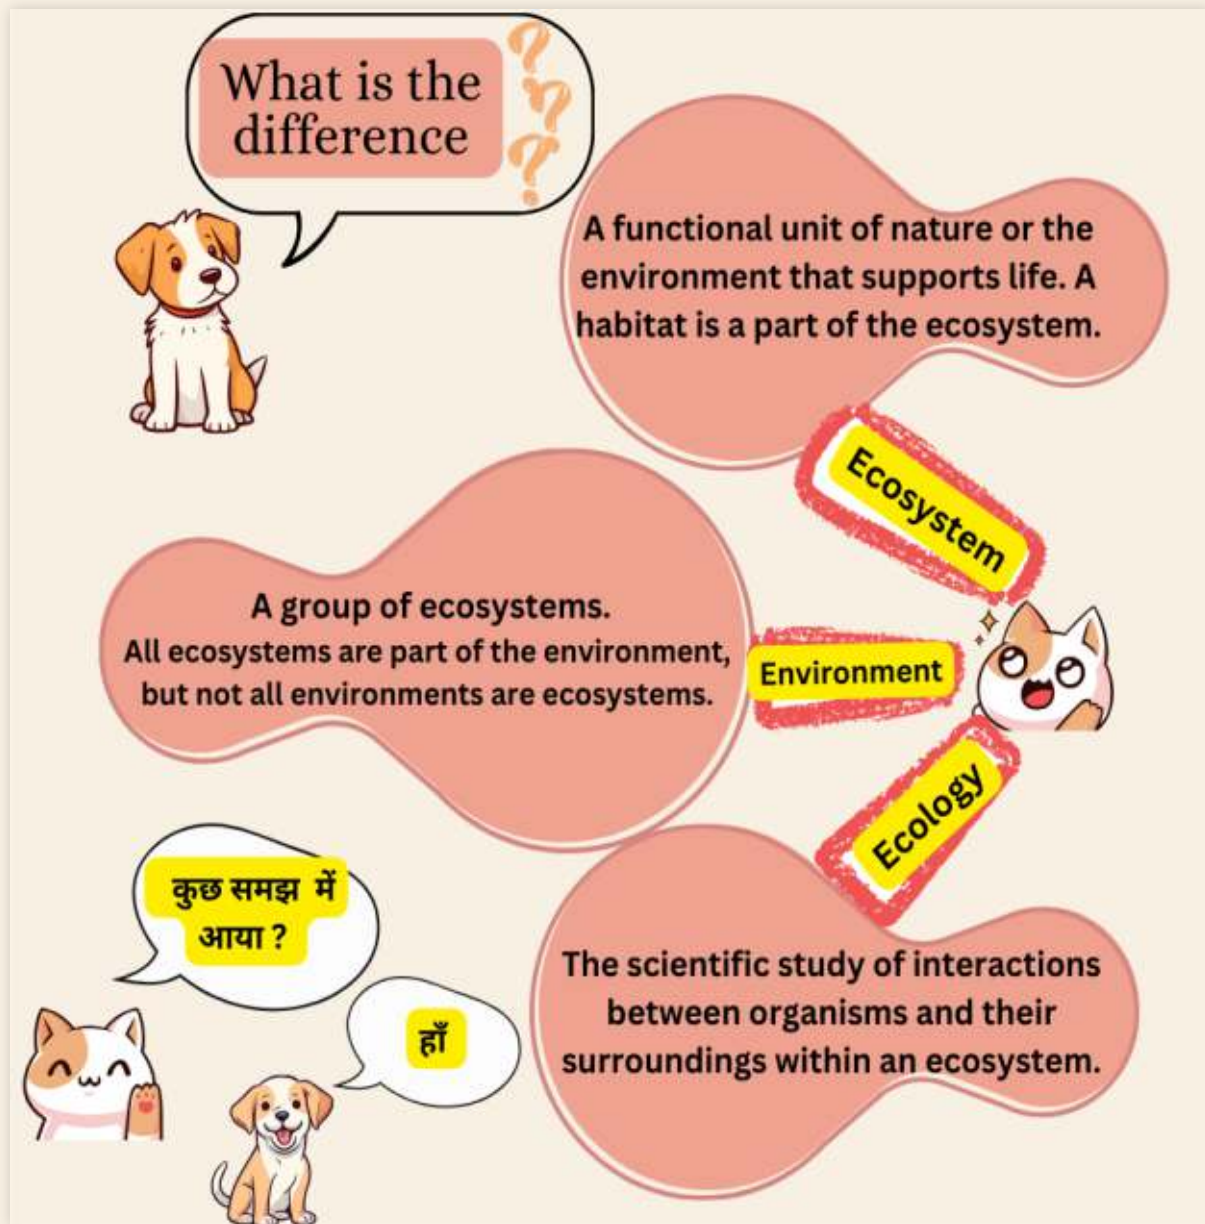 What is the
difference
???
A functional unit of nature or the
environment that supports life. A
habitat is a part of the ecosystem.
Ecosystem
A group of ecosystems.
All ecosystems are part of the environment,
but not all environments are ecosystems.
Environment
Ecology
The scientific study of interactions
between organisms and their
surroundings within an ecosystem.
कुछ समझ में
आया ?
हाँ